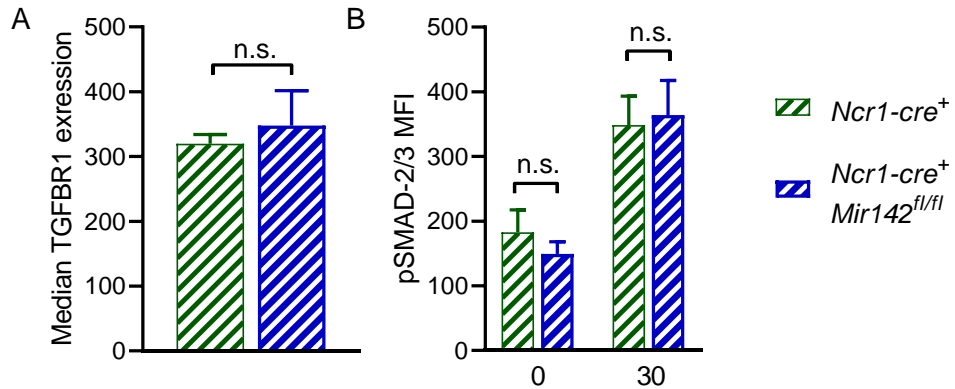 A
Median TGFBR1 exression
500
400
300
200
100
0
n.s.
B
pSMAD-2/3 MFI
500
400
300
200
100
0
n.s.
n.s.
0 30
Ncr1-cre+
Ncr1-cre+
Mir142fl/fl